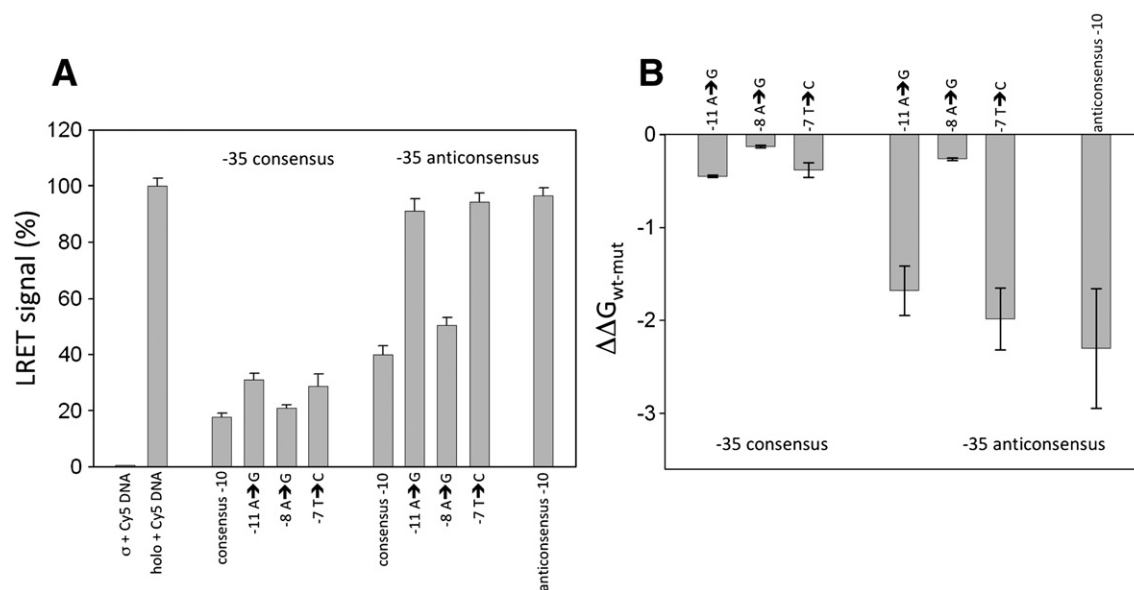 A
LRET signal (%)
120
100
80
60
40
20
0
-35 consensus
-35 anticonsensus
σ + Cy5 DNA
holo + Cy5 DNA
consensus -10
-11 A➔G
-8 A➔G
-7 T➔C
consensus -10
-11 A➔G
-8 A➔G
-7 T➔C
anticonsensus -10
B
-11 A➔G
-8 A➔G
-7 T➔C
-11 A➔G
-8 A➔G
-7 T➔C
anticonsensus -10
ΔΔGwt-mut
0
-1
-2
-3
-35 consensus
-35 anticonsensus